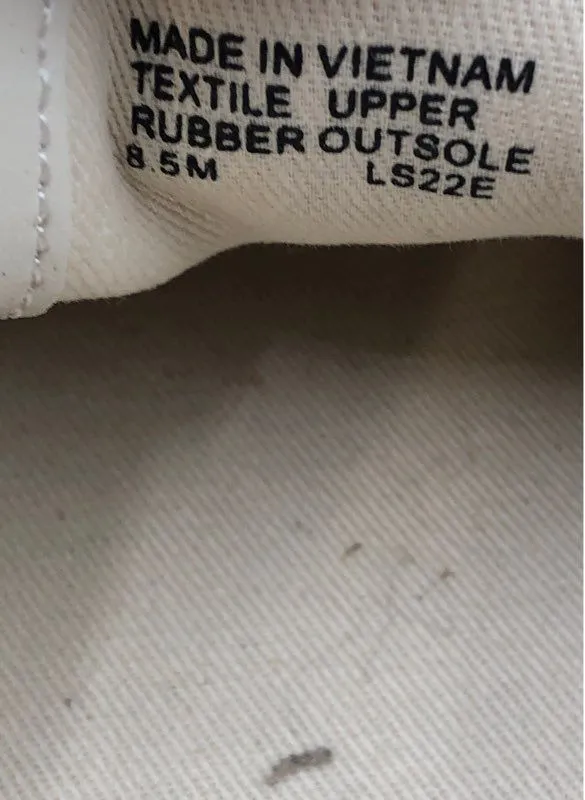 MADE IN VIETNAM
TEXTILE UPPER
RUBBER OUTSOLE
8.5M LS22E